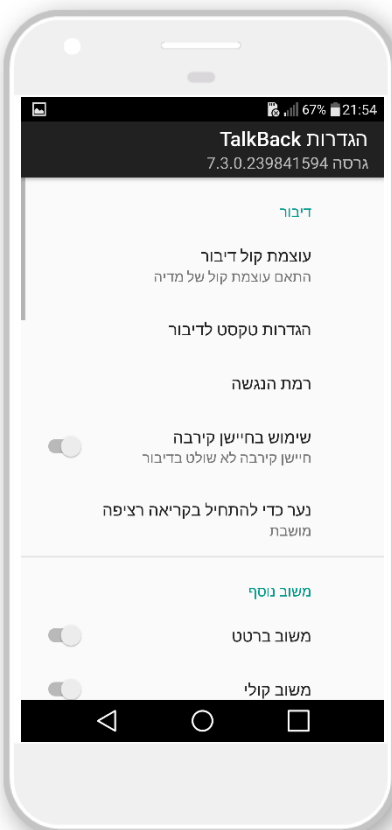 67% 21:54
הגדרות TalkBack
גרסה 7.3.0.239841594
דיבור
עוצמת קול דיבור
התאם עוצמת קול של מדיה
הגדרות טקסט לדיבור
רמת הנגשה
שימוש בחיישן קירבה
חיישן קירבה לא שולט בדיבור
נער כדי להתחיל בקריאה רציפה
מושבת
משוב נוסף
משוב ברטט
משוב קולי